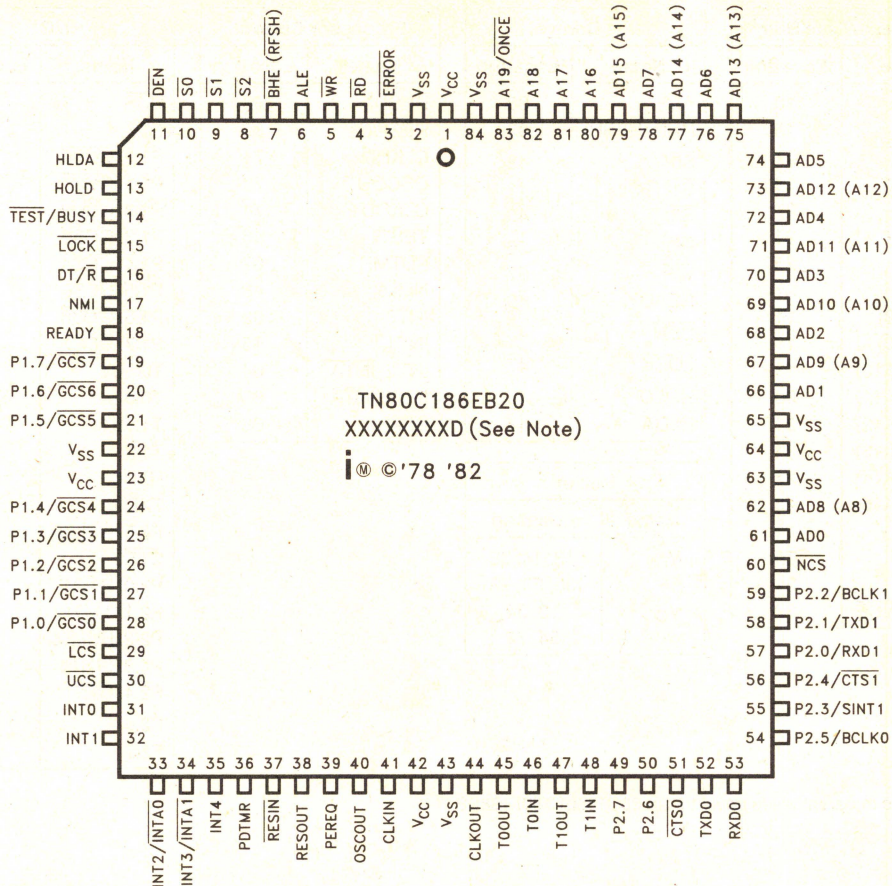 DEN
S0
S1
S2
BHE (RFSH)
ALE
WR
RD
ERROR
VSS
VCC
VSS
A19/ONCE
A18
A17
A16
AD15 (A15)
AD7
AD14 (A14)
AD6
AD13 (A13)
11 10 9 8 7 6 5 4 3 2 1 84 83 82 81 80 79 78 77 76 75
HLDA 12
HOLD 13
TEST/BUSY 14
LOCK 15
DT/R 16
NMI 17
READY 18
P1.7/GCS7 19
P1.6/GCS6 20
P1.5/GCS5 21
VSS 22
VCC 23
P1.4/GCS4 24
P1.3/GCS3 25
P1.2/GCS2 26
P1.1/GCS1 27
P1.0/GCS0 28
LCS 29
UCS 30
INT0 31
INT1 32
TN80C186EB20
XXXXXXXXD (See Note)
i Ⓜ © '78 '82
74 AD5
73 AD12 (A12)
72 AD4
71 AD11 (A11)
70 AD3
69 AD10 (A10)
68 AD2
67 AD9 (A9)
66 AD1
65 VSS
64 VCC
63 VSS
62 AD8 (A8)
61 AD0
60 NCS
59 P2.2/BCLK1
58 P2.1/TXD1
57 P2.0/RXD1
56 P2.4/CTS1
55 P2.3/SINT1
54 P2.5/BCLK0
33 34 35 36 37 38 39 40 41 42 43 44 45 46 47 48 49 50 51 52 53
INT2/INTA0
INT3/INTA1
INT4
PDTMR
RESIN
RESOUT
PEREQ
OSCOUT
CLKIN
VCC
VSS
CLKOUT
T0OUT
T0IN
T1OUT
T1IN
P2.7
P2.6
CTS0
TXD0
RXD0